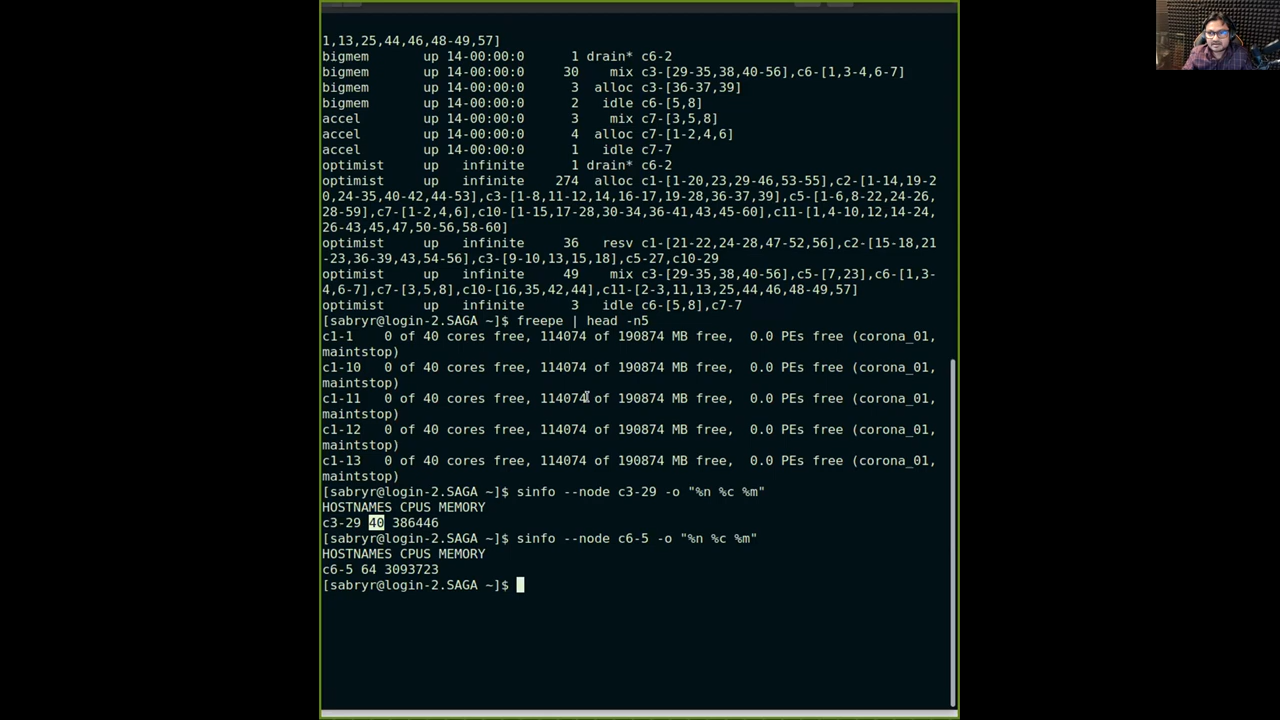 1,13,25,44,46,48-49,57]
bigmem       up 14-00:00:0      1 drain* c6-2
bigmem       up 14-00:00:0     30    mix c3-[29-35,38,40-56],c6-[1,3-4,6-7]
bigmem       up 14-00:00:0      3  alloc c3-[36-37,39]
bigmem       up 14-00:00:0      2   idle c6-[5,8]
accel        up 14-00:00:0      3    mix c7-[3,5,8]
accel        up 14-00:00:0      4  alloc c7-[1-2,4,6]
accel        up 14-00:00:0      1   idle c7-7
optimist     up   infinite      1 drain* c6-2
optimist     up   infinite    274  alloc c1-[1-20,23,29-46,53-55],c2-[1-14,19-2
0,24-35,40-42,44-53],c3-[1-8,11-12,14,16-17,19-28,36-37,39],c5-[1-6,8-22,24-26,
28-59],c7-[1-2,4,6],c10-[1-15,17-28,30-34,36-41,43,45-60],c11-[1,4-10,12,14-24,
26-43,45,47,50-56,58-60]
optimist     up   infinite     36   resv c1-[21-22,24-28,47-52,56],c2-[15-18,21
-23,36-39,43,54-56],c3-[9-10,13,15,18],c5-27,c10-29
optimist     up   infinite     49    mix c3-[29-35,38,40-56],c5-[7,23],c6-[1,3-
4,6-7],c7-[3,5,8],c10-[16,35,42,44],c11-[2-3,11,13,25,44,46,48-49,57]
optimist     up   infinite      3   idle c6-[5,8],c7-7
[sabryr@login-2.SAGA ~]$ freepe | head -n5
c1-1    0 of 40 cores free, 114074 of 190874 MB free,  0.0 PEs free (corona_01,
maintstop)
c1-10   0 of 40 cores free, 114074 of 190874 MB free,  0.0 PEs free (corona_01,
maintstop)
c1-11   0 of 40 cores free, 114074 of 190874 MB free,  0.0 PEs free (corona_01,
maintstop)
c1-12   0 of 40 cores free, 114074 of 190874 MB free,  0.0 PEs free (corona_01,
maintstop)
c1-13   0 of 40 cores free, 114074 of 190874 MB free,  0.0 PEs free (corona_01,
maintstop)
[sabryr@login-2.SAGA ~]$ sinfo --node c3-29 -o "%n %c %m"
HOSTNAMES CPUS MEMORY
c3-29 40 386446
[sabryr@login-2.SAGA ~]$ sinfo --node c6-5 -o "%n %c %m"
HOSTNAMES CPUS MEMORY
c6-5 64 3093723
[sabryr@login-2.SAGA ~]$